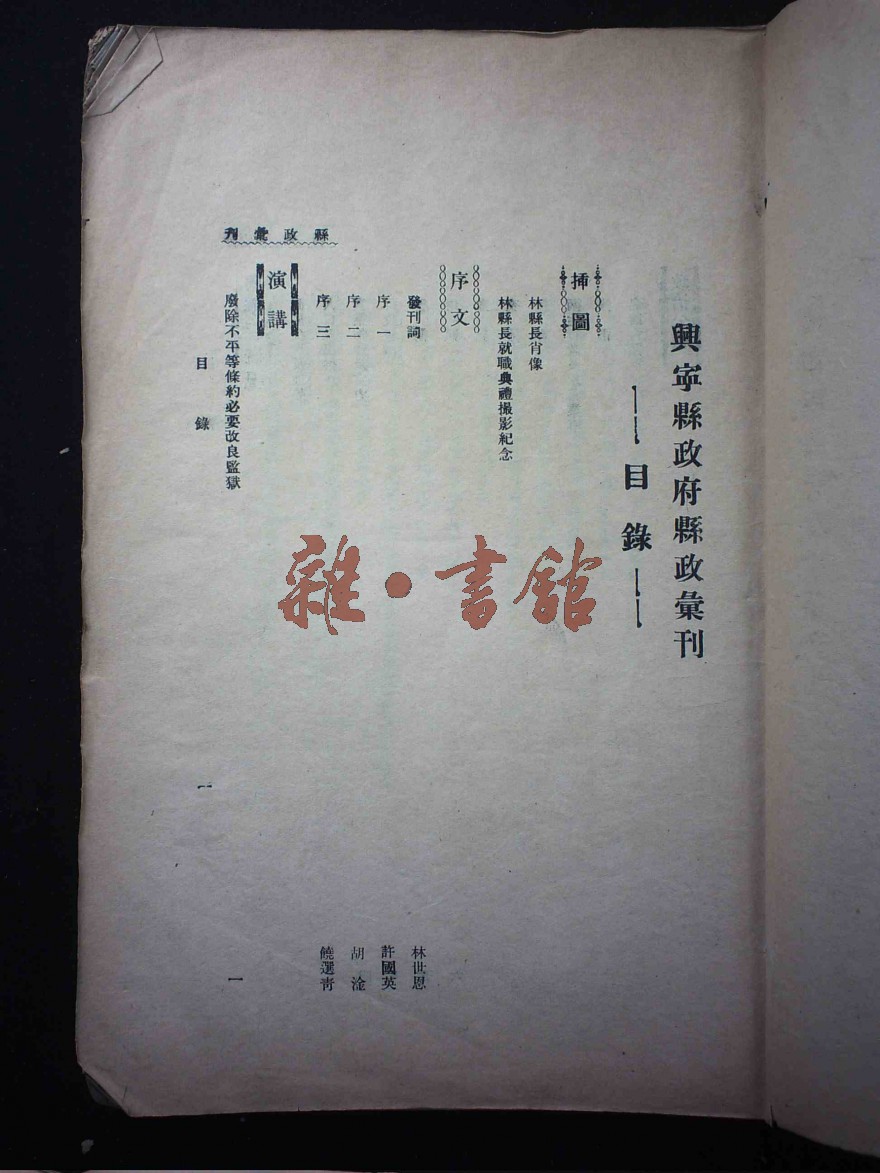 興寧縣政府縣政彙刊
目錄
揷圖
林縣長肖像
林縣長就職典禮撮影紀念
序文
發刊詞
林世恩
序一
許國英
序二
胡淦
序三
饒選靑
演講
廢除不平等條約必要改良監獄
一
縣政彙刊
目錄
一
雜·書舘